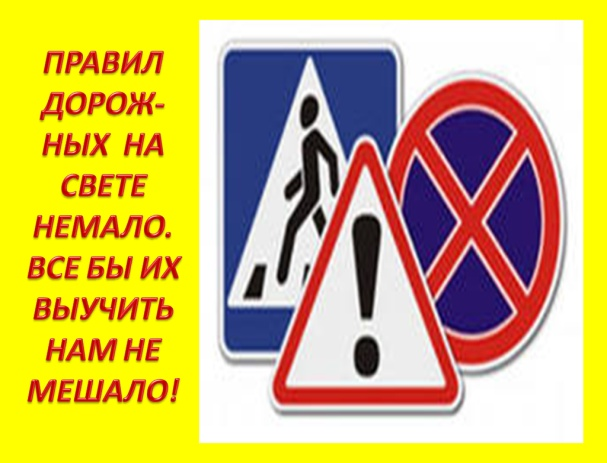 ПРАВИЛ
ДОРОЖ-
НЫХ НА
СВЕТЕ
НЕМАЛО.
ВСЕ БЫ ИХ
ВЫУЧИТЬ
НАМ НЕ
МЕШАЛО!